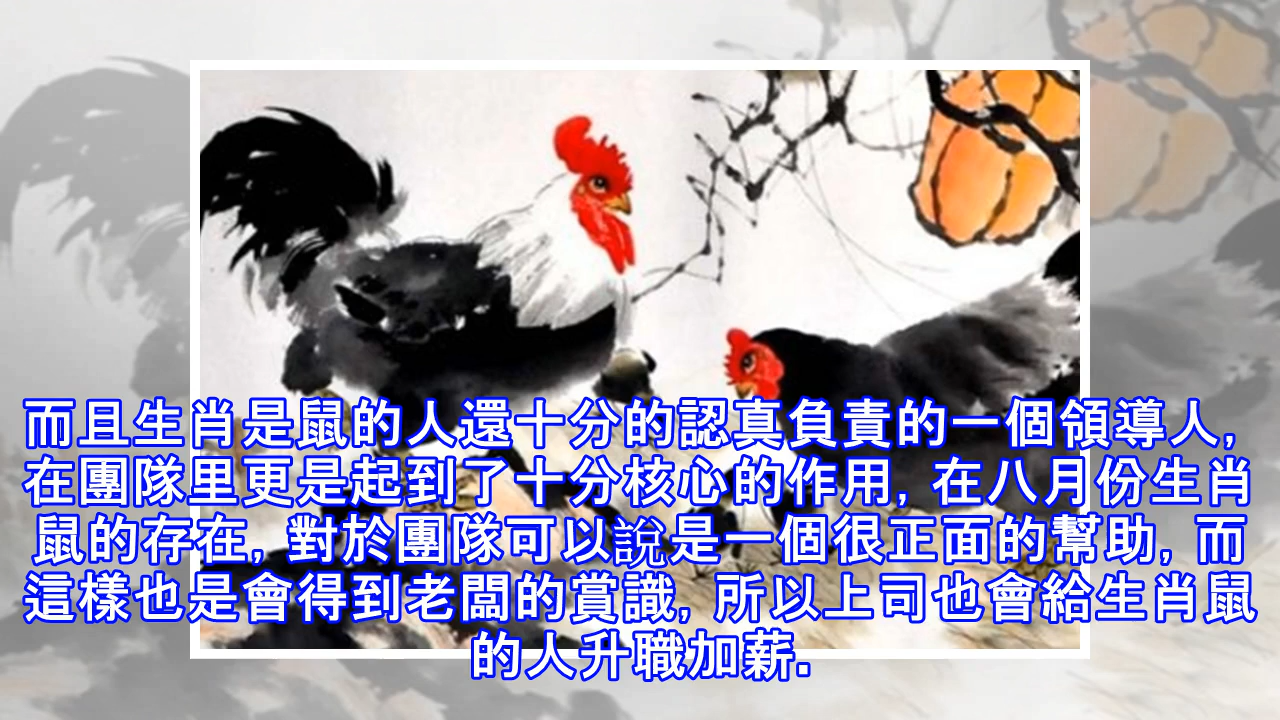 而且生肖是鼠的人還十分的認真負責的一個領導人,
在團隊里更是起到了十分核心的作用, 在八月份生肖
鼠的存在, 對於團隊可以說是一個很正面的幫助, 而
這樣也是會得到老闆的賞識, 所以上司也會給生肖鼠
的人升職加薪.